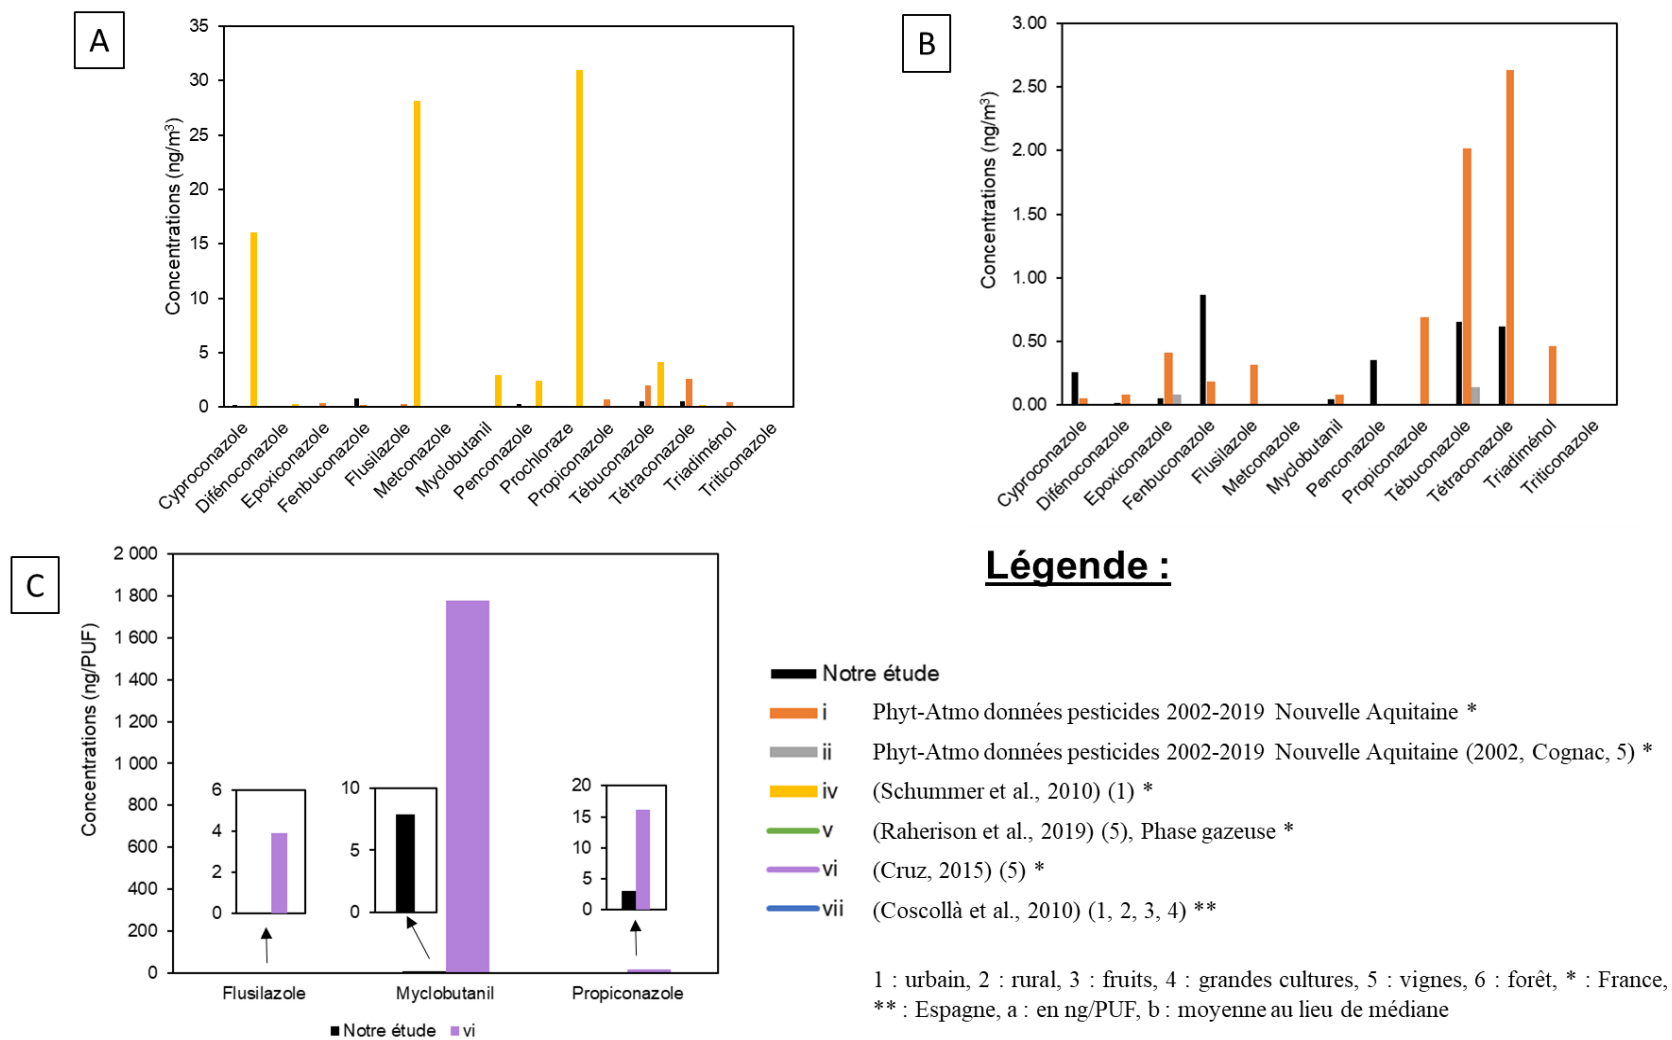 A
Concentrations (ng/m³)
35
30
25
20
15
10
5
0
Cyproconazole
Difénoconazole
Epoxiconazole
Fenbuconazole
Flusilazole
Metconazole
Myclobutanil
Penconazole
Prochloraze
Propiconazole
Tébuconazole
Tétraconazole
Triadiménol
Triticonazole
B
Concentrations (ng/m³)
3.00
2.50
2.00
1.50
1.00
0.50
0.00
Cyproconazole
Difénoconazole
Epoxiconazole
Fenbuconazole
Flusilazole
Metconazole
Myclobutanil
Penconazole
Propiconazole
Tébuconazole
Tétraconazole
Triadiménol
Triticonazole
C
Concentrations (ng/PUF)
2 000
1 800
1 600
1 400
1 200
1 000
800
600
400
200
0
6
4
2
0
10
5
0
20
15
10
5
0
Flusilazole
Myclobutanil
Propiconazole
Notre étude vi
Légende :
Notre étude
i Phyt-Atmo données pesticides 2002-2019 Nouvelle Aquitaine *
ii Phyt-Atmo données pesticides 2002-2019 Nouvelle Aquitaine (2002, Cognac, 5) *
iv (Schummer et al., 2010) (1) *
v (Raherison et al., 2019) (5), Phase gazeuse *
vi (Cruz, 2015) (5) *
vii (Coscollà et al., 2010) (1, 2, 3, 4) **
1 : urbain, 2 : rural, 3 : fruits, 4 : grandes cultures, 5 : vignes, 6 : forêt, * : France,
** : Espagne, a : en ng/PUF, b : moyenne au lieu de médiane